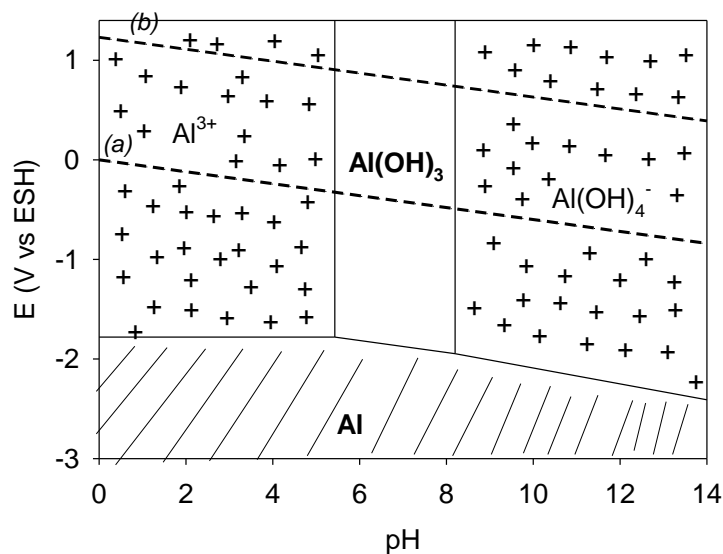 (b)
1
Al³⁺
(a)
0
Al(OH)₃
Al(OH)₄⁻
E (V vs ESH)
-1
-2
Al
-3
0 2 4 6 8 10 12 14
pH